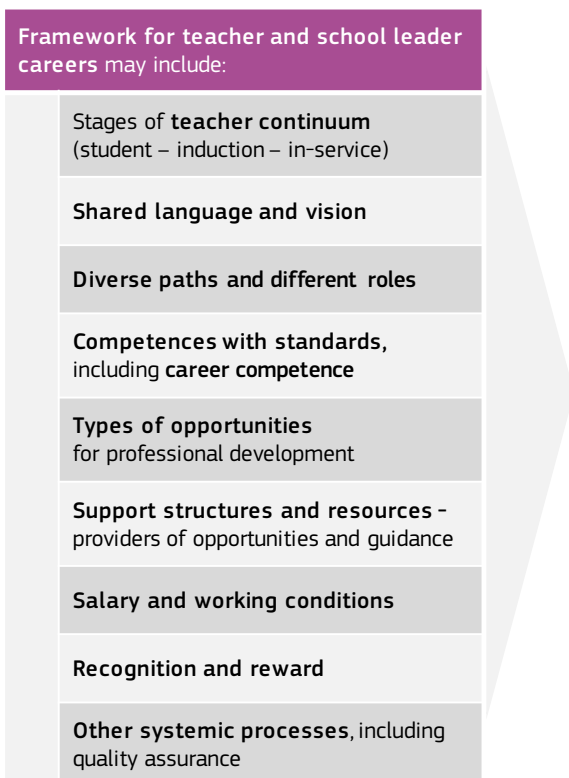 Framework for teacher and school leader
careers may include:
Stages of teacher continuum
(student – induction – in-service)
Shared language and vision
Diverse paths and different roles
Competences with standards,
including career competence
Types of opportunities
for professional development
Support structures and resources -
providers of opportunities and guidance
Salary and working conditions
Recognition and reward
Other systemic processes, including
quality assurance